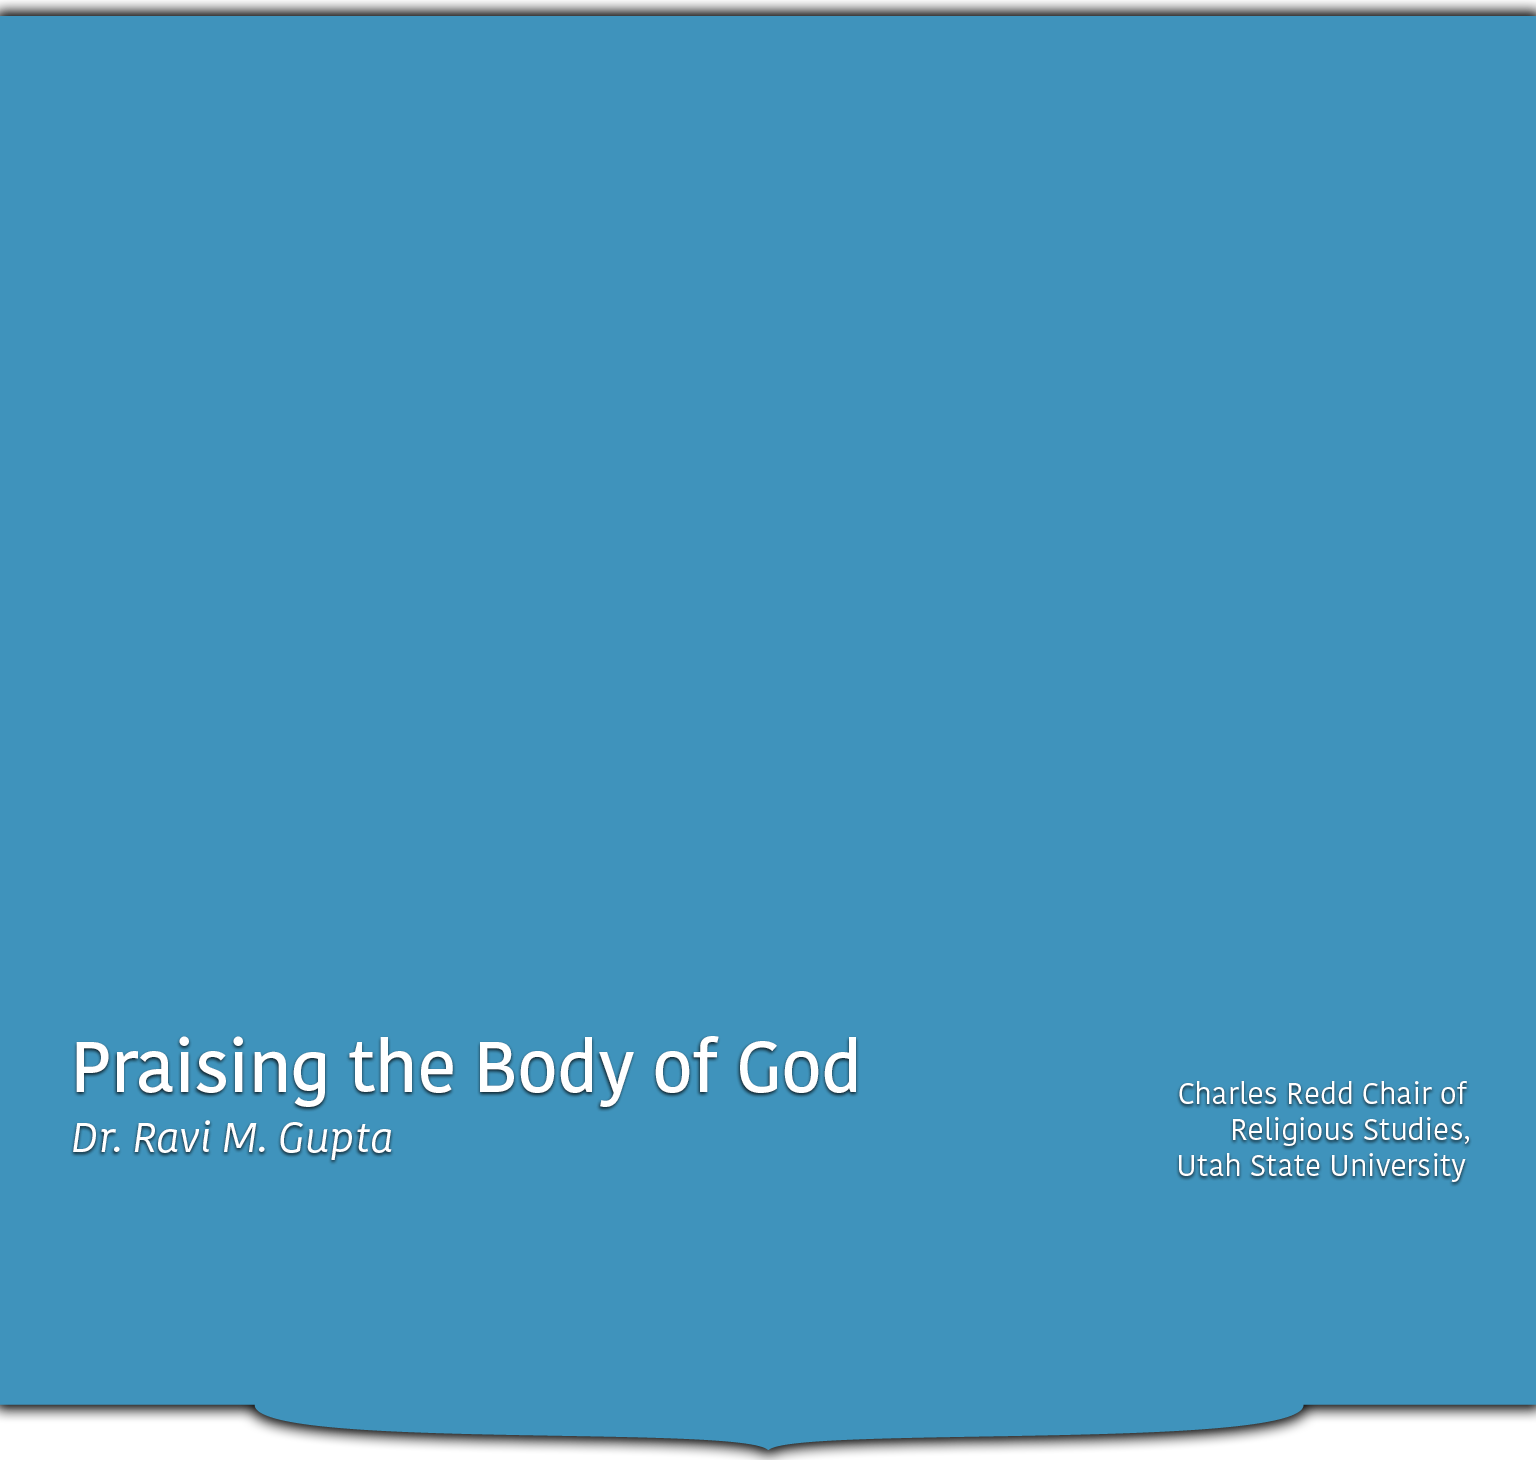 Praising the Body of God
Dr. Ravi M. Gupta
Charles Redd Chair of
Religious Studies,
Utah State University